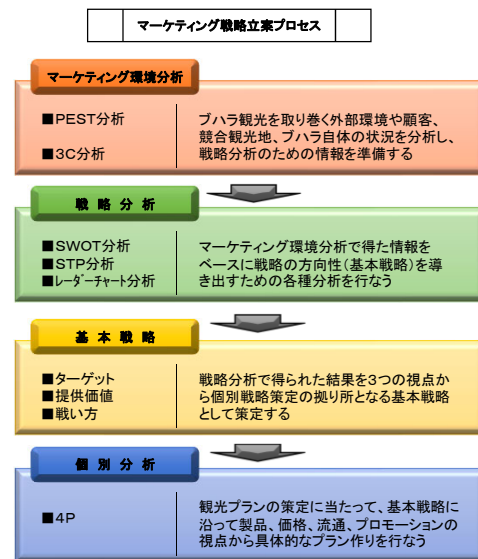 マーケティング戦略立案プロセス
マーケティング環境分析
■PEST分析
■3C分析
ブハラ観光を取り巻く外部環境や顧客、
競合観光地、ブハラ自体の状況を分析し、
戦略分析のための情報を準備する
戦略分析
■SWOT分析
■STP分析
■レーダーチャート分析
マーケティング環境分析で得た情報を
ベースに戦略の方向性(基本戦略)を導
き出すための各種分析を行なう
基本戦略
■ターゲット
■提供価値
■戦い方
戦略分析で得られた結果を3つの視点か
ら個別戦略策定の拠り所となる基本戦略
として策定する
個別分析
■4P
観光プランの策定に当たって、基本戦略に
沿って製品、価格、流通、プロモーションの
視点から具体的なプラン作りを行なう